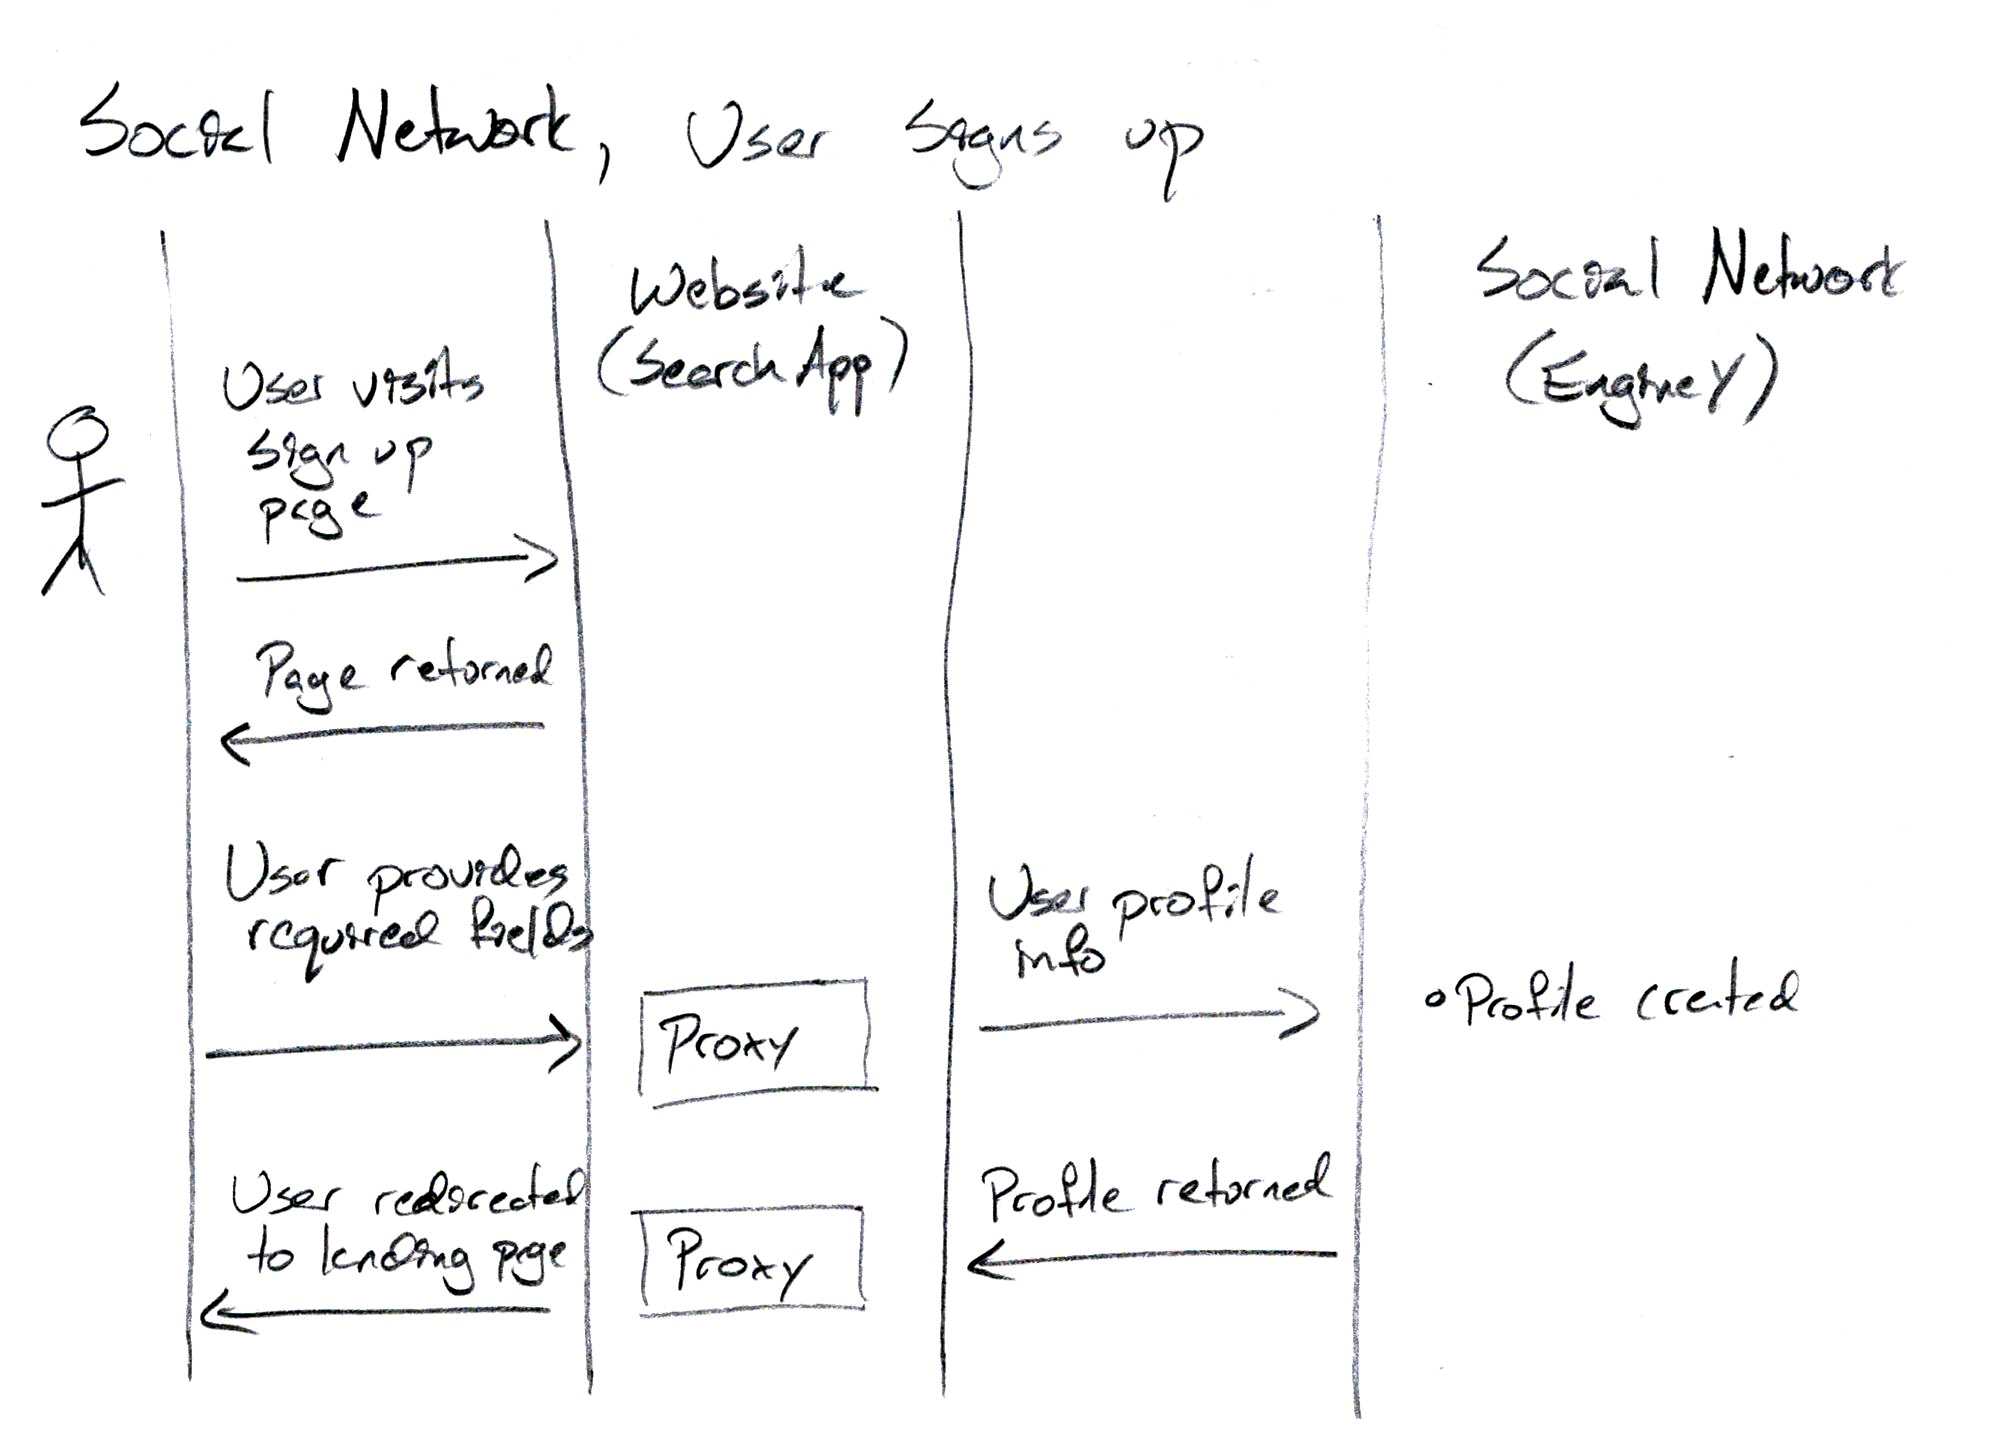 Social Network, User signs up
Website
(Search App)
Social Network
(EngineY)
User visits
sign up
page
Page returned
User provides
required fields
User profile
info
Proxy
Profile created
User redirected
to landing page
Profile returned
Proxy